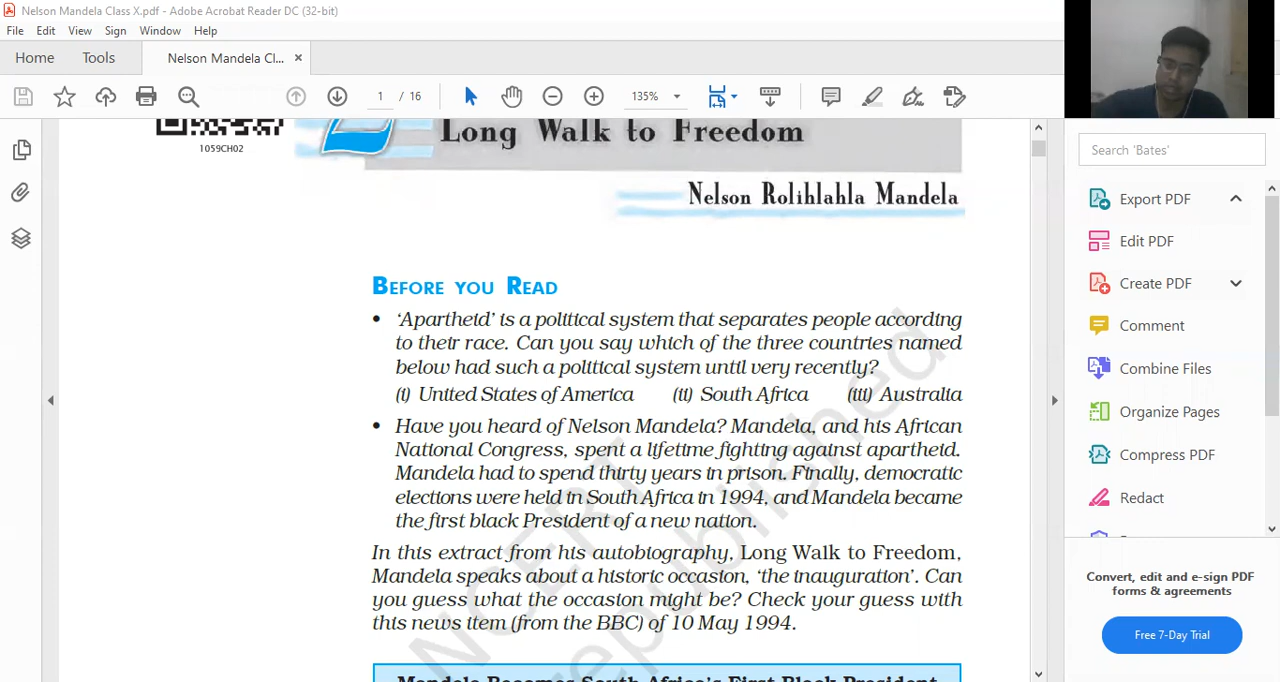 Nelson Mandela Class X.pdf - Adobe Acrobat Reader DC (32-bit)
File Edit View Sign Window Help
Home Tools Nelson Mandela Cl... ×
1 / 16 135%
Search 'Bates'
1059CH02
Long Walk to Freedom
Nelson Rolihlahla Mandela
BEFORE YOU READ
• 'Apartheid' is a political system that separates people according
to their race. Can you say which of the three countries named
below had such a political system until very recently?
(i) United States of America (ii) South Africa (iii) Australia
• Have you heard of Nelson Mandela? Mandela, and his African
National Congress, spent a lifetime fighting against apartheid.
Mandela had to spend thirty years in prison. Finally, democratic
elections were held in South Africa in 1994, and Mandela became
the first black President of a new nation.
In this extract from his autobiography, Long Walk to Freedom,
Mandela speaks about a historic occasion, 'the inauguration'. Can
you guess what the occasion might be? Check your guess with
this news item (from the BBC) of 10 May 1994.
Mandela Becomes South Africa's First Black President
NCERT
republished
Export PDF
Edit PDF
Create PDF
Comment
Combine Files
Organize Pages
Compress PDF
Redact
Convert, edit and e-sign PDF
forms & agreements
Free 7-Day Trial